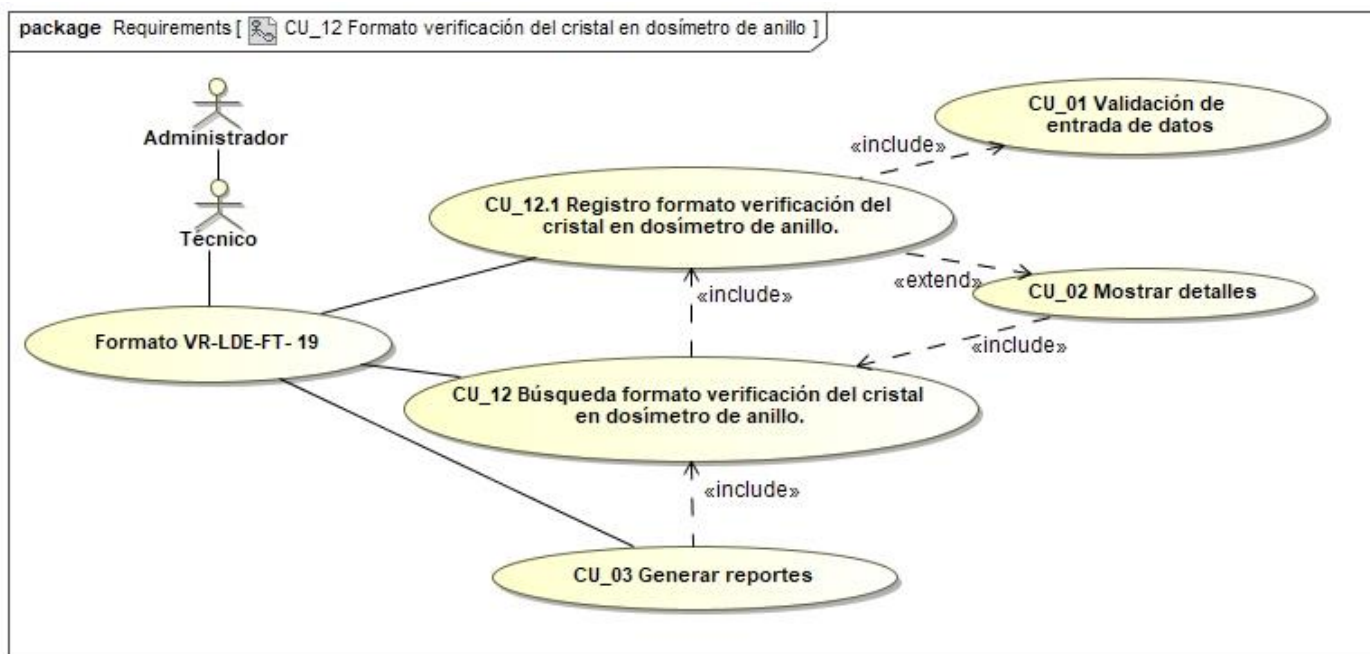 package Requirements [ CU_12 Formato verificación del cristal en dosímetro de anillo ]
Administrador
Técnico
Formato VR-LDE-FT- 19
CU_12.1 Registro formato verificación del
cristal en dosímetro de anillo.
«include»
CU_01 Validación de
entrada de datos
«extend»
CU_02 Mostrar detalles
«include»
«include»
CU_12 Búsqueda formato verificación del cristal
en dosímetro de anillo.
«include»
CU_03 Generar reportes